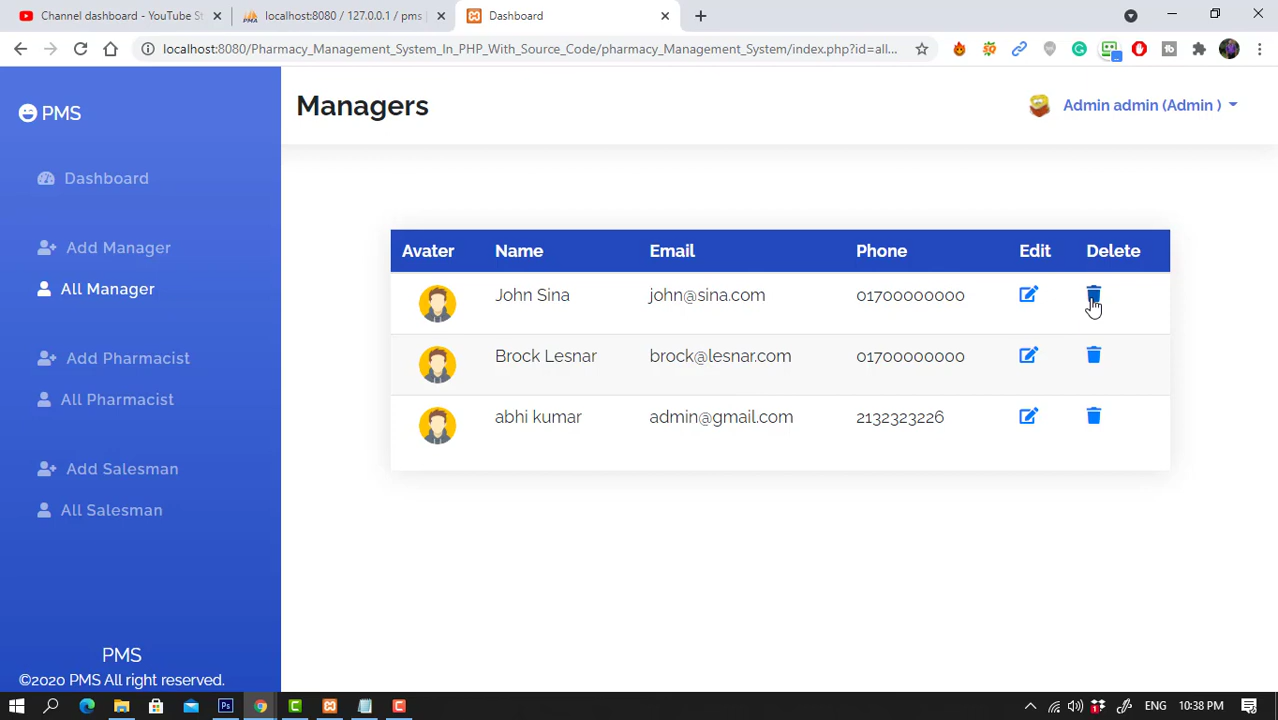 Channel dashboard - YouTube St
localhost:8080 / 127.0.0.1 / pms |
Dashboard
localhost:8080/Pharmacy_Management_System_In_PHP_With_Source_Code/pharmacy_Management_System/index.php?id=all...
PMS
Managers
Admin admin (Admin )
Dashboard
Add Manager
All Manager
Add Pharmacist
All Pharmacist
Add Salesman
All Salesman
Avater Name Email Phone Edit Delete
John Sina john@sina.com 01700000000
Brock Lesnar brock@lesnar.com 01700000000
abhi kumar admin@gmail.com 2132323226
PMS
©2020 PMS All right reserved.
ENG 10:38 PM